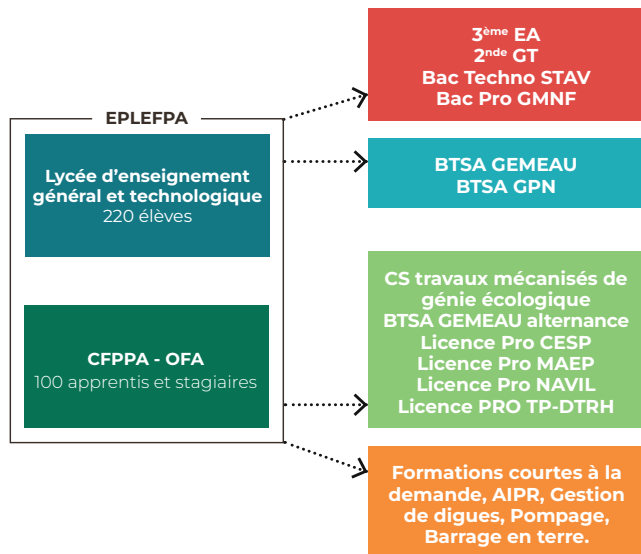 EPLEFPA
Lycée d'enseignement
général et technologique
220 élèves
CFPPA - OFA
100 apprentis et stagiaires
3ème EA
2nde GT
Bac Techno STAV
Bac Pro GMNF
BTSA GEMEAU
BTSA GPN
CS travaux mécanisés de
génie écologique
BTSA GEMEAU alternance
Licence Pro CESP
Licence Pro MAEP
Licence Pro NAVIL
Licence PRO TP-DTRH
Formations courtes à la
demande, AIPR, Gestion
de digues, Pompage,
Barrage en terre.